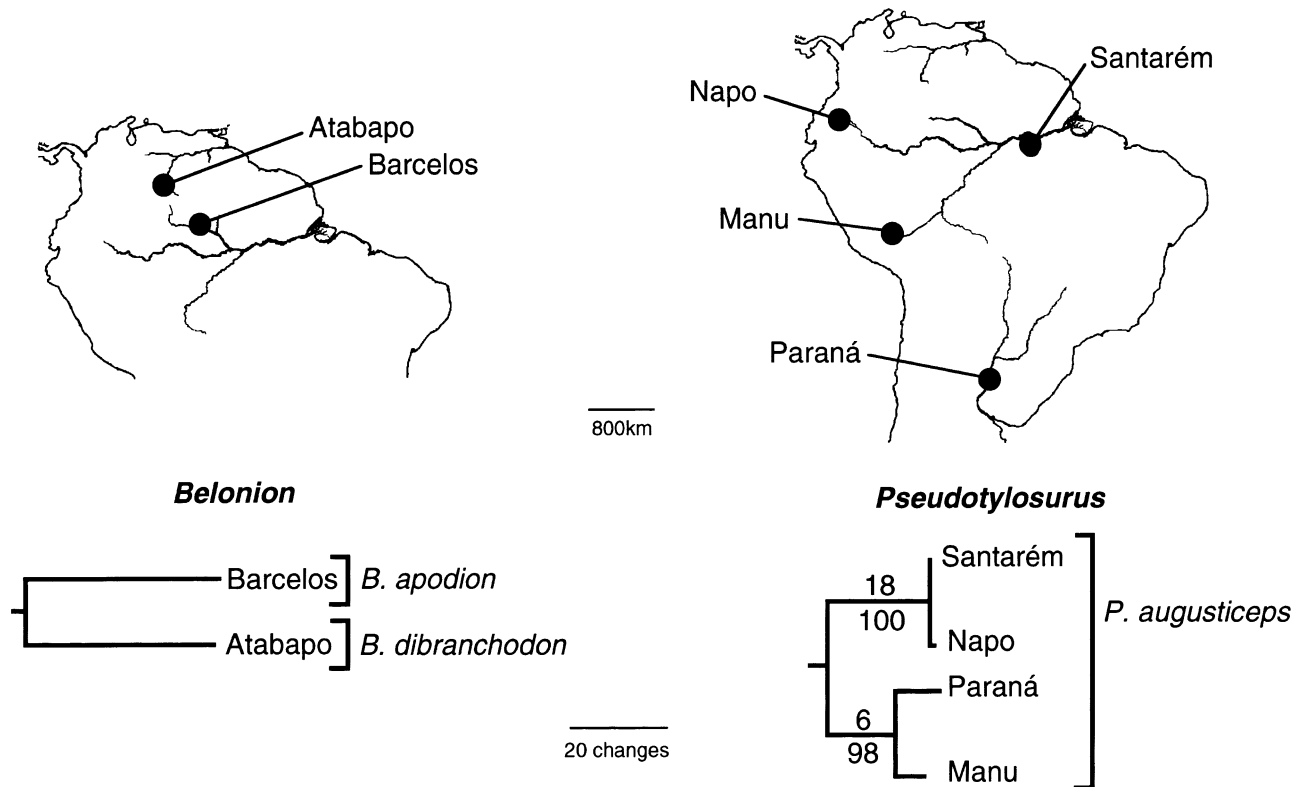 Atabapo
Barcelos
Santarém
Napo
Manu
Paraná
800km
Belionion
Barcelos
B. apodion
Atabapo
B. dibranchodon
Pseudotylosurus
Santarém
18
100
Napo
P. augusticeps
Paraná
6
98
Manu
20 changes